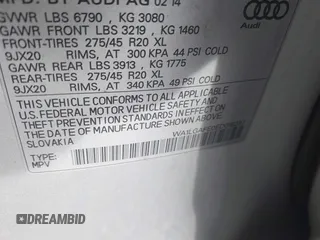 MFD. BY AUDI AG 02 14
GVWR LBS 6790 , KG 3080
GAWR FRONT LBS 3219 , KG 1460
FRONT-TIRES 275/45 R20 XL
9JX20 RIMS, AT 300 KPA 44 PSI COLD
GAWR REAR LBS 3913 , KG 1775
REAR-TIRES 275/45 R20 XL
9JX20 RIMS, AT 340 KPA 49 PSI COLD
THIS VEHICLE CONFORMS TO ALL APPLICABLE
U.S. FEDERAL MOTOR VEHICLE SAFETY AND
THEFT PREVENTION STANDARDS IN EFFECT ON
THE DATE OF MANUFACTURE SHOWN ABOVE.
SLOVAKIA
TYPE:
MPV
Audi
DREAMBID